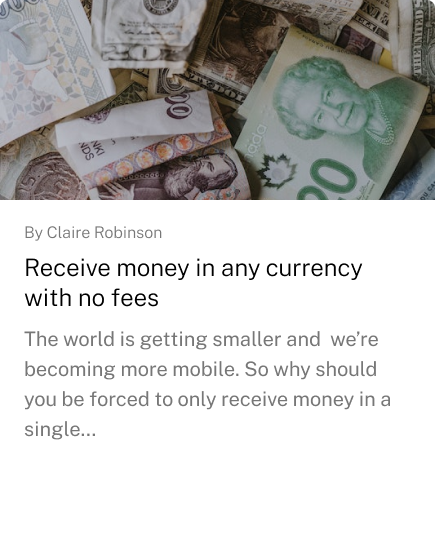 20
By Claire Robinson
Receive money in any currency
with no fees
The world is getting smaller and  we’re
becoming more mobile. So why should
you be forced to only receive money in a
single...